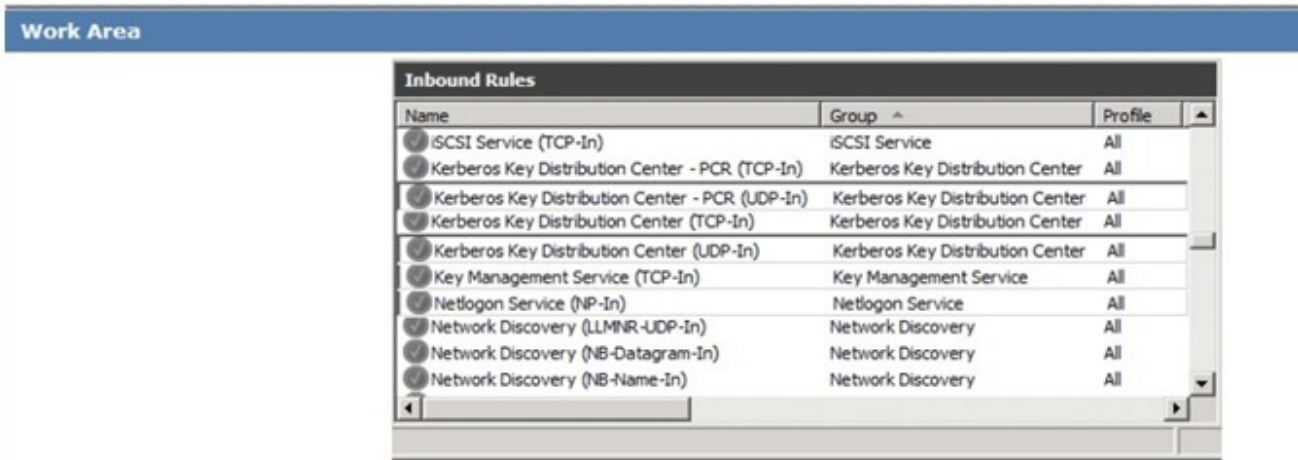 Work Area
Inbound Rules
Name Group Profile
iSCSI Service (TCP-In) iSCSI Service All
Kerberos Key Distribution Center - PCR (TCP-In) Kerberos Key Distribution Center All
Kerberos Key Distribution Center - PCR (UDP-In) Kerberos Key Distribution Center All
Kerberos Key Distribution Center (TCP-In) Kerberos Key Distribution Center All
Kerberos Key Distribution Center (UDP-In) Kerberos Key Distribution Center All
Key Management Service (TCP-In) Key Management Service All
Netlogon Service (NP-In) Netlogon Service All
Network Discovery (LLMNR-UDP-In) Network Discovery All
Network Discovery (NB-Datagram-In) Network Discovery All
Network Discovery (NB-Name-In) Network Discovery All